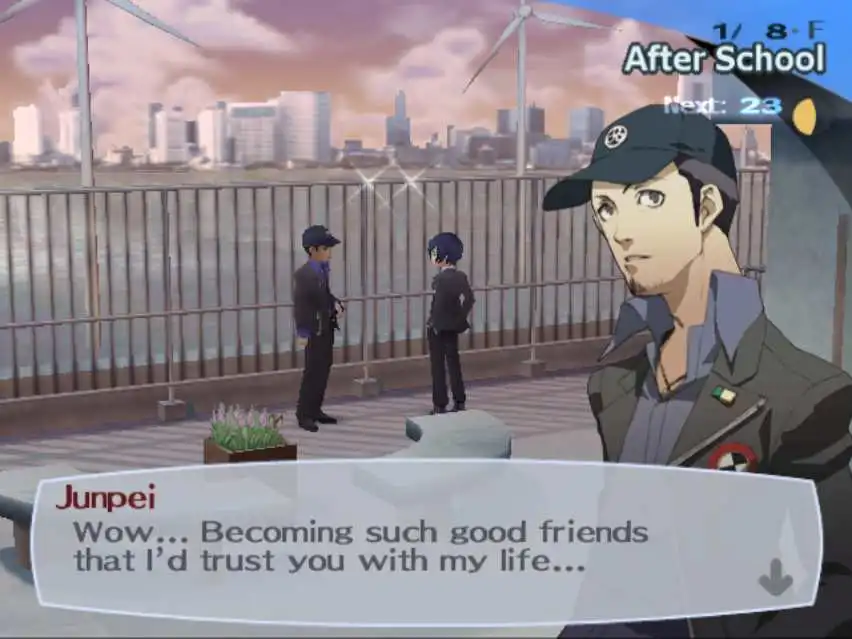 1/ 8・F
After School
Next: 23
Junpei
Wow... Becoming such good friends
that I'd trust you with my life...